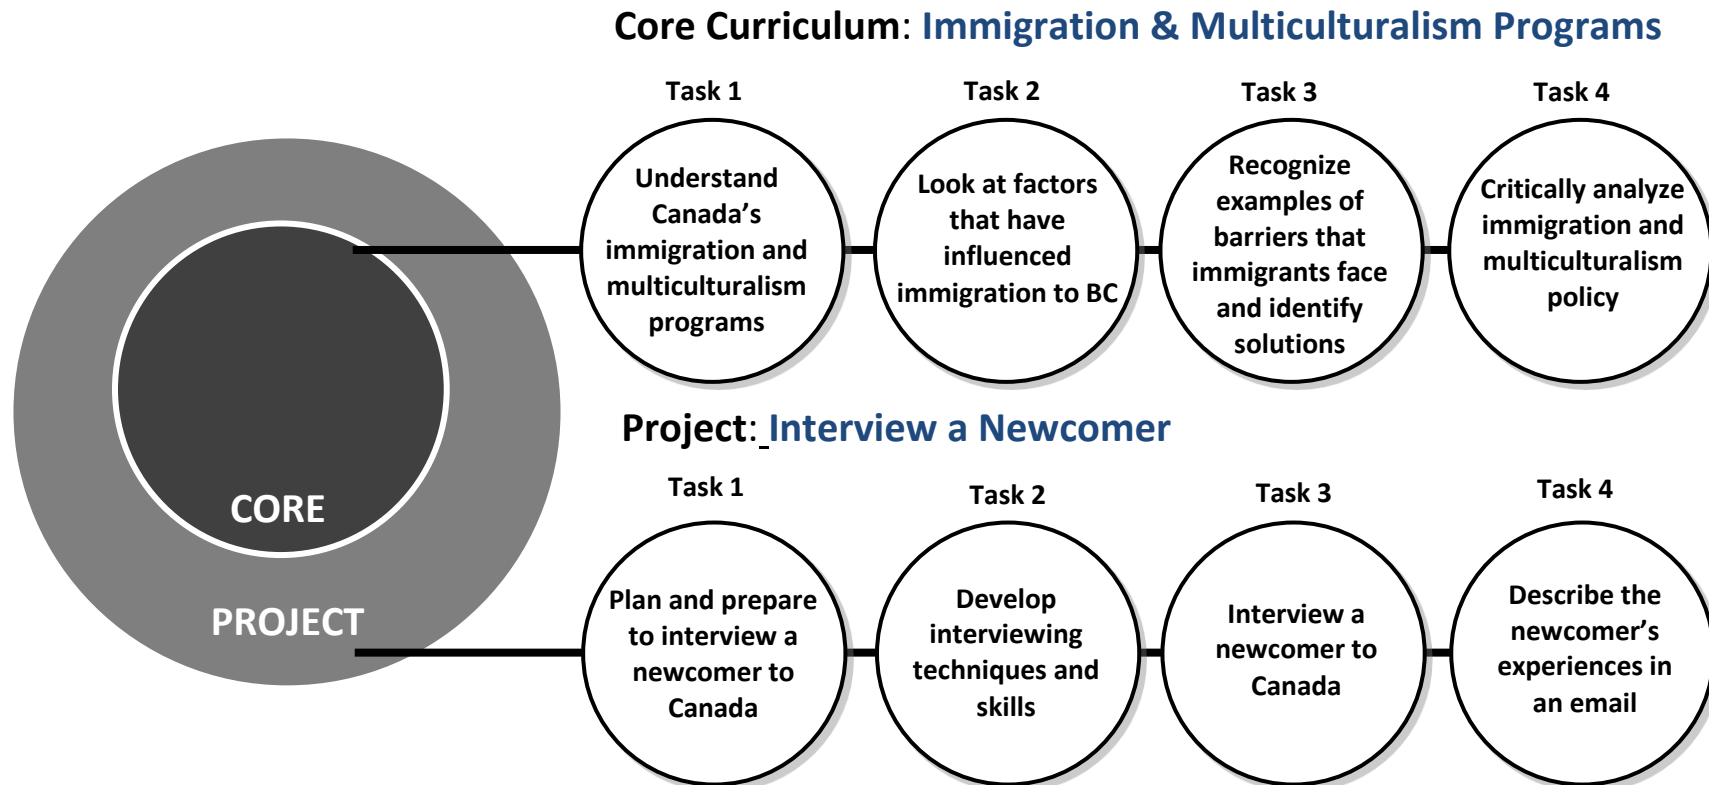 Core Curriculum: Immigration & Multiculturalism Programs
Task 1
Task 2
Task 3
Task 4
Understand
Canada’s
immigration and
multiculturalism
programs
Look at factors
that have
influenced
immigration to BC
Recognize
examples of
barriers that
immigrants face
and identify
solutions
Critically analyze
immigration and
multiculturalism
policy
CORE
PROJECT
Project: Interview a Newcomer
Task 1
Task 2
Task 3
Task 4
Plan and prepare
to interview a
newcomer to
Canada
Develop
interviewing
techniques and
skills
Interview a
newcomer to
Canada
Describe the
newcomer’s
experiences in
an email